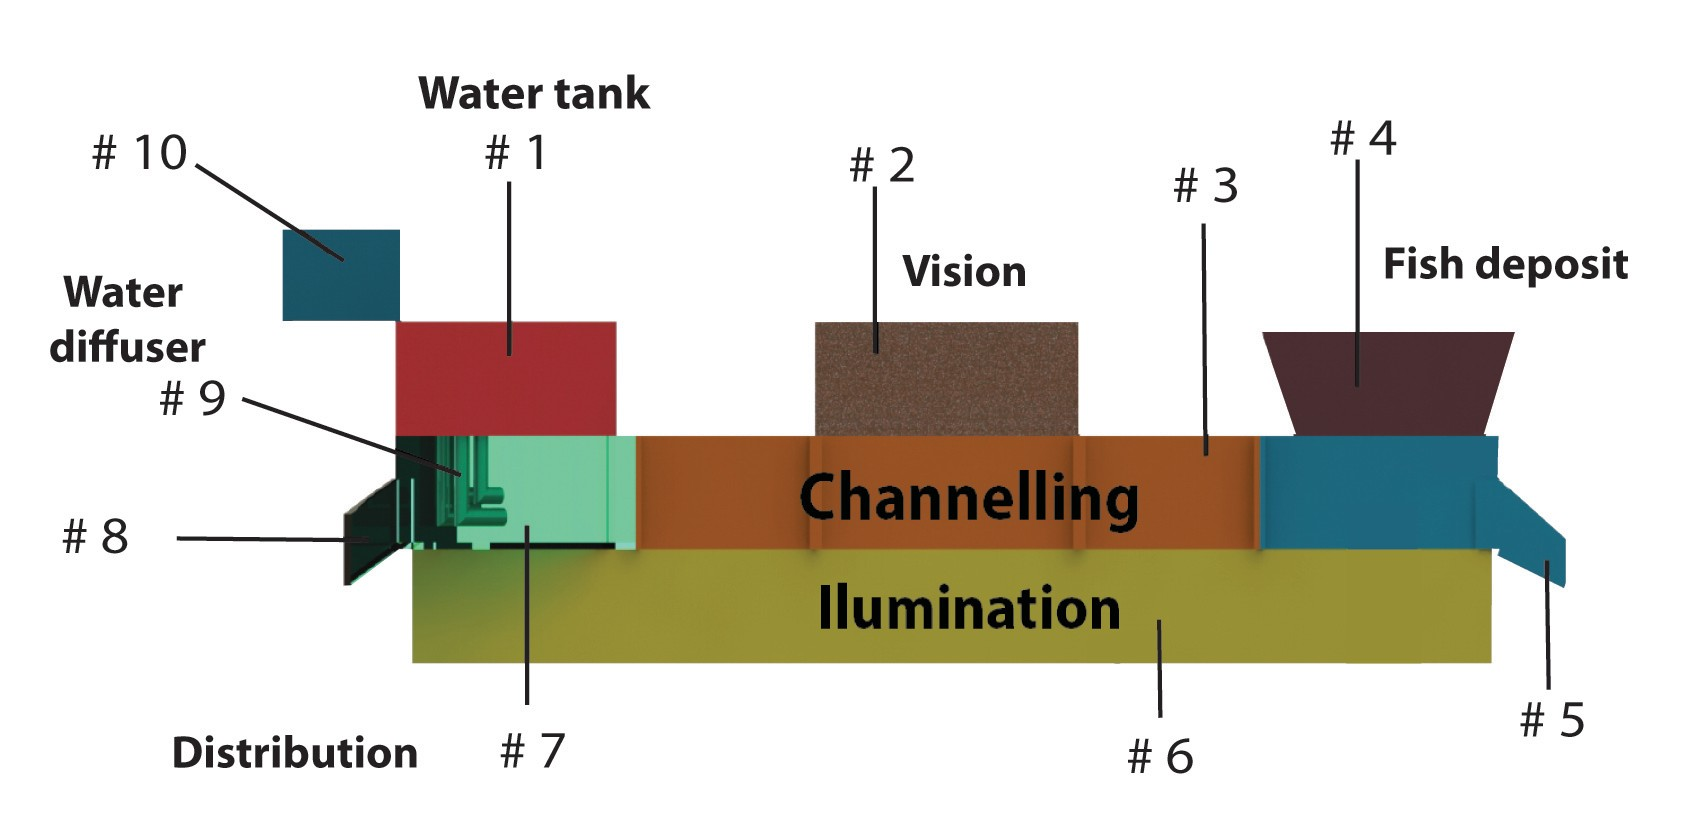 Water tank
# 10
# 1
# 2
# 4
# 3
Vision
Fish deposit
Water
diffuser
# 9
Channelling
# 8
Ilumination
# 5
Distribution
# 7
# 6